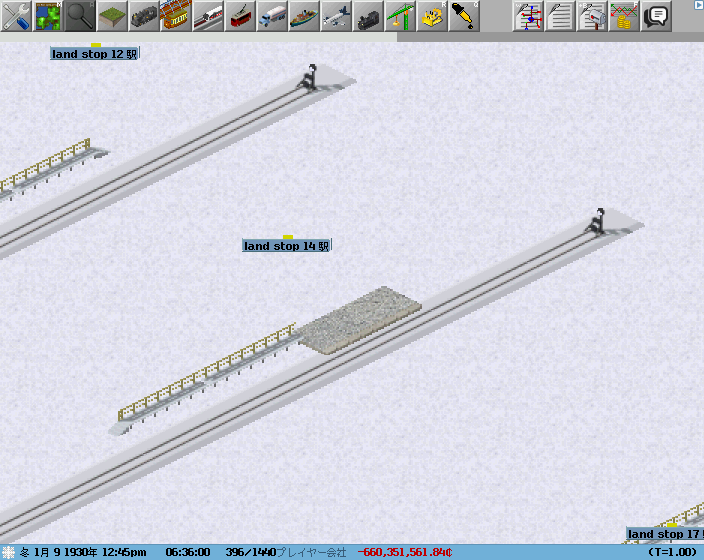 land stop 12 駅
land stop 14 駅
land stop 17
冬 1月 9 1930年 12:45pm 06:36:00 396/1440 プレイヤー会社 -660,351,561.84¢ (T=1.00)